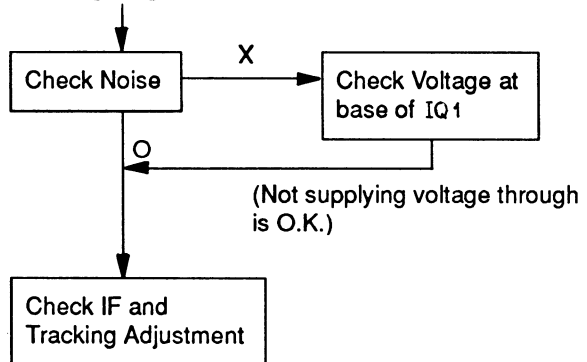 Check Noise
X
Check Voltage at
base of IQ1
O
(Not supplying voltage through
is O.K.)
Check IF and
Tracking Adjustment